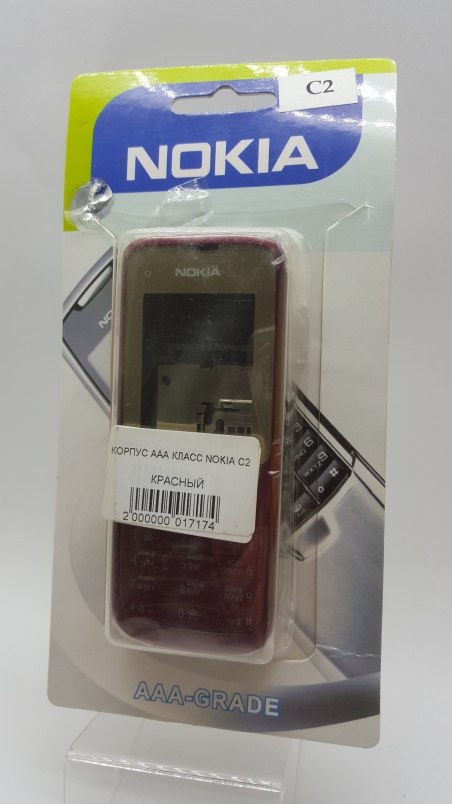 C2
NOKIA
NOKIA
КОРПУС ААА КЛАСС NOKIA C2
КРАСНЫЙ
2 000000 017174
AAA-GRADE